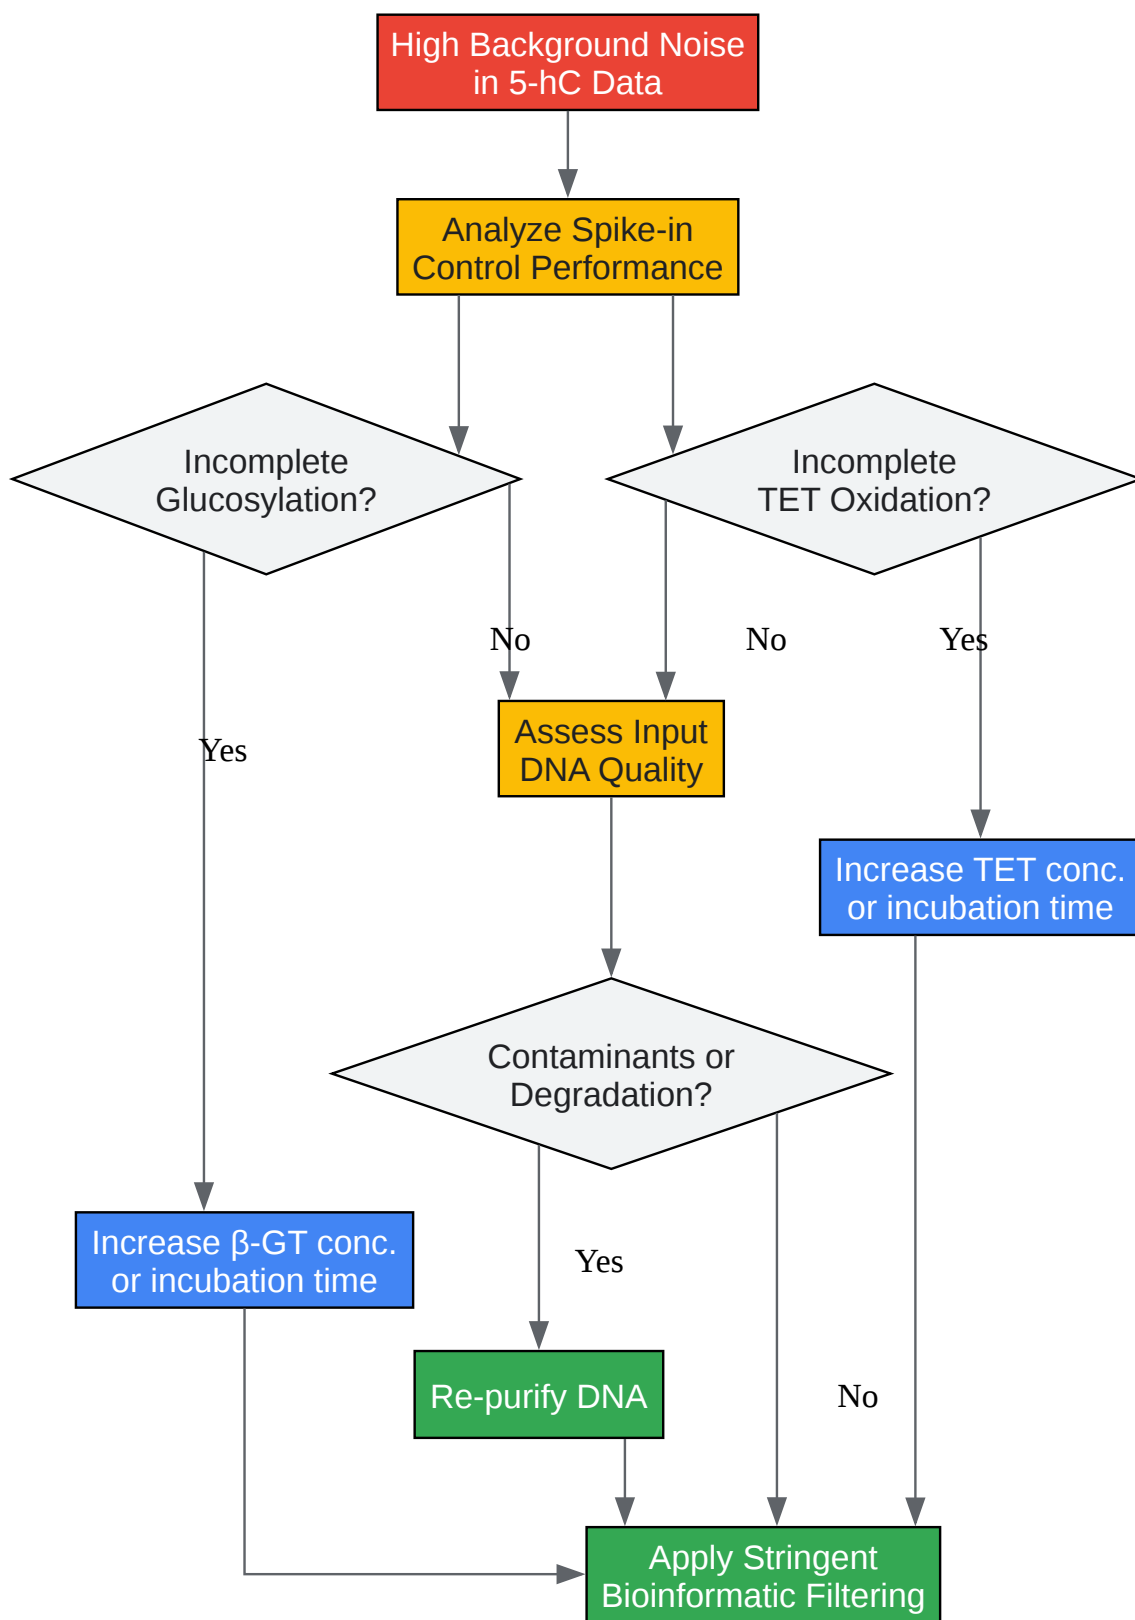 High Background Noise
in 5-hC Data
Analyze Spike-in
Control Performance
Incomplete
Glucosylation?
Incomplete
TET Oxidation?
No
No
Yes
Assess Input
DNA Quality
Yes
Increase TET conc.
or incubation time
Contaminants or
Degradation?
Increase β-GT conc.
or incubation time
Yes
Re-purify DNA
No
Apply Stringent
Bioinformatic Filtering